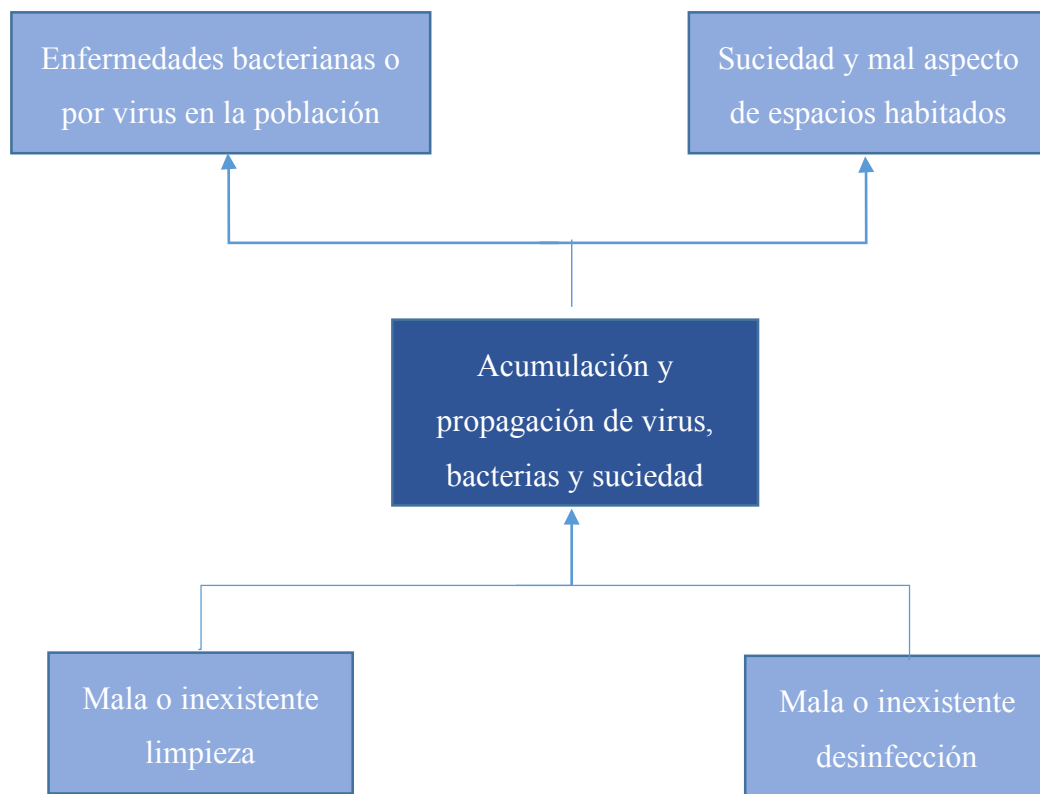 Enfermedades bacterianas o
por virus en la población
Suciedad y mal aspecto
de espacios habitados
Acumulación y
propagación de virus,
bacterias y suciedad
Mala o inexistente
limpieza
Mala o inexistente
desinfección